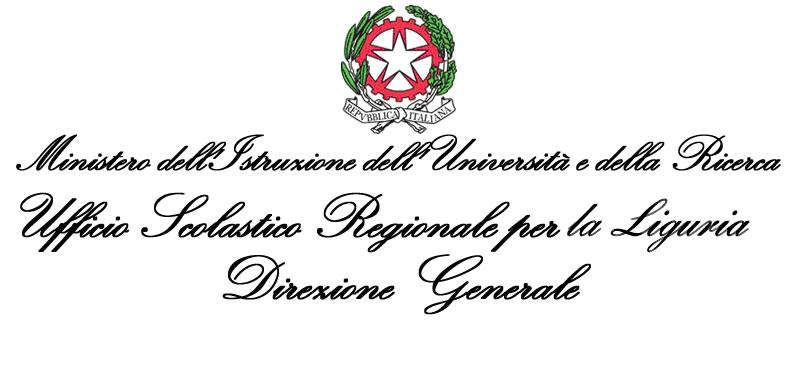 REPVBBLICA ITALIANA
Ministero dell'Istruzione dell'Università e della Ricerca
Ufficio Scolastico Regionale per la Liguria
Direzione Generale